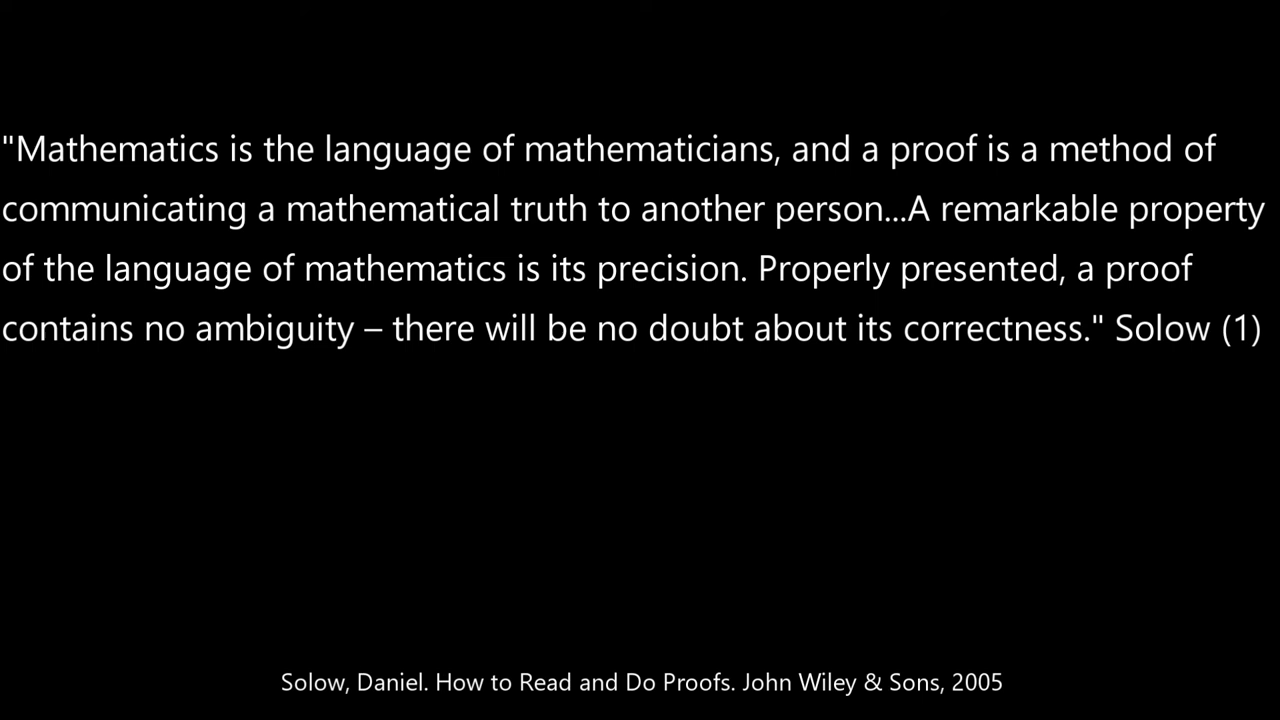 "Mathematics is the language of mathematicians, and a proof is a method of
communicating a mathematical truth to another person...A remarkable property
of the language of mathematics is its precision. Properly presented, a proof
contains no ambiguity – there will be no doubt about its correctness." Solow (1)
Solow, Daniel. How to Read and Do Proofs. John Wiley & Sons, 2005